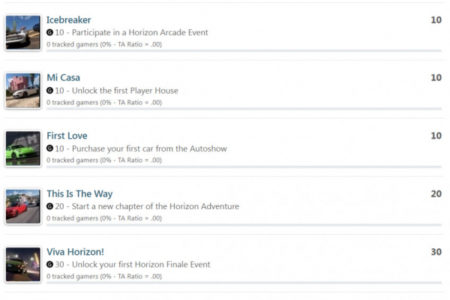 Icebreaker 10
G 10 - Participate in a Horizon Arcade Event
0 tracked gamers (0% - TA Ratio = .00)
Mi Casa 10
G 10 - Unlock the first Player House
0 tracked gamers (0% - TA Ratio = .00)
First Love 10
G 10 - Purchase your first car from the Autoshow
0 tracked gamers (0% - TA Ratio = .00)
This Is The Way 20
G 20 - Start a new chapter of the Horizon Adventure
0 tracked gamers (0% - TA Ratio = .00)
Viva Horizon! 30
G 30 - Unlock your first Horizon Finale Event
0 tracked gamers (0% - TA Ratio = .00)